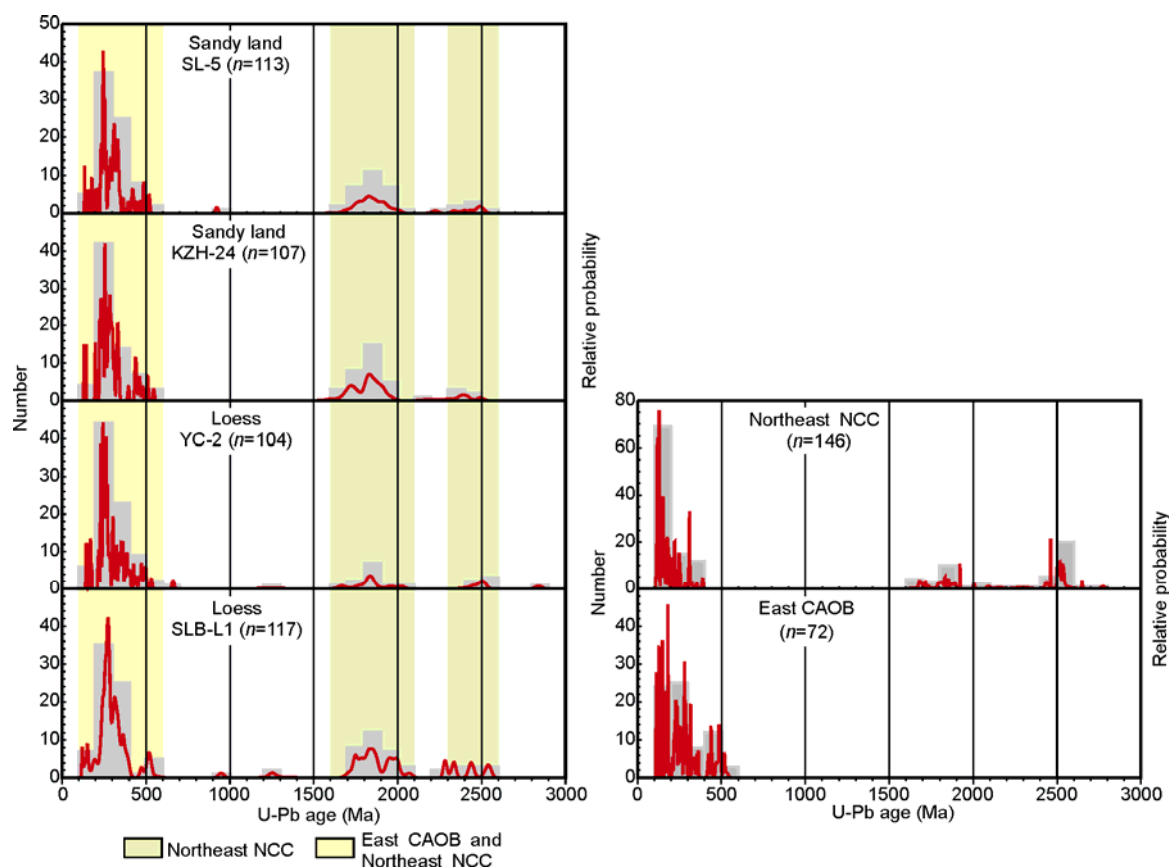 50
40
30
20
10
0
Sandy land
SL-5 (n=113)
40
30
20
10
0
Sandy land
KZH-24 (n=107)
40
30
20
10
0
Loess
YC-2 (n=104)
40
30
20
10
0
Loess
SLB-L1 (n=117)
Number
Relative probability
0 500 1000 1500 2000 2500 3000
U-Pb age (Ma)
Northeast NCC
East CAOB and
Northeast NCC
80
60
40
20
0
Northeast NCC
(n=146)
40
30
20
10
0
East CAOB
(n=72)
Number
Relative probability
0 500 1000 1500 2000 2500 3000
U-Pb age (Ma)